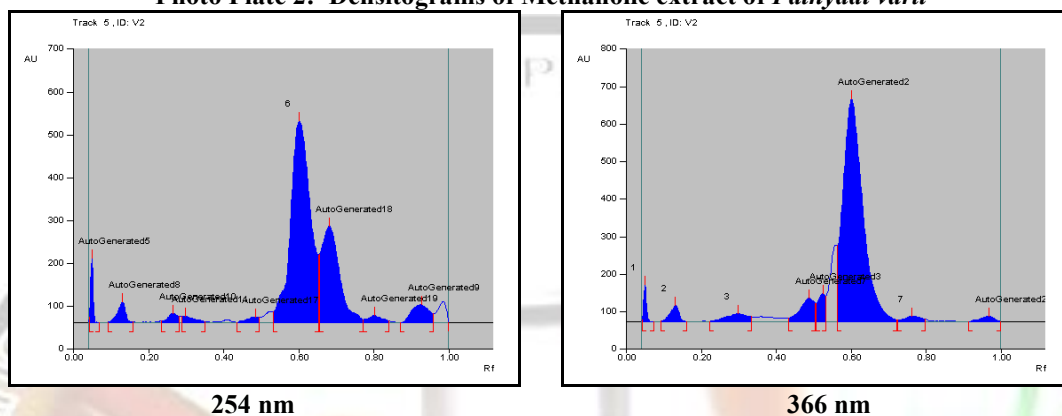 Photo Plate 2: Densitograms of Methanolic extract of Pathyadi Varti
Track 5 , ID: V2
AU
700
600
500
400
300
200
100
0
0.00 0.20 0.40 0.60 0.80 1.00
Rf
AutoGenerated5
AutoGenerated8
AutoGenerated10
AutoGenerated17
6
AutoGenerated18
AutoGenerated19
AutoGenerated9
254 nm
Track 5 , ID: V2
AU
800
700
600
500
400
300
200
100
0
0.00 0.20 0.40 0.60 0.80 1.00
Rf
1
2
3
AutoGenerated3
AutoGenerated2
7
AutoGenerated2
366 nm